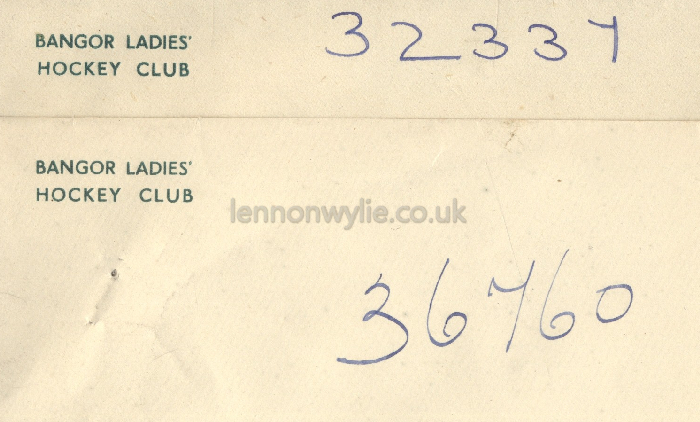 BANGOR LADIES'
HOCKEY CLUB
32337
BANGOR LADIES'
HOCKEY CLUB
lennonwylie.co.uk
36760